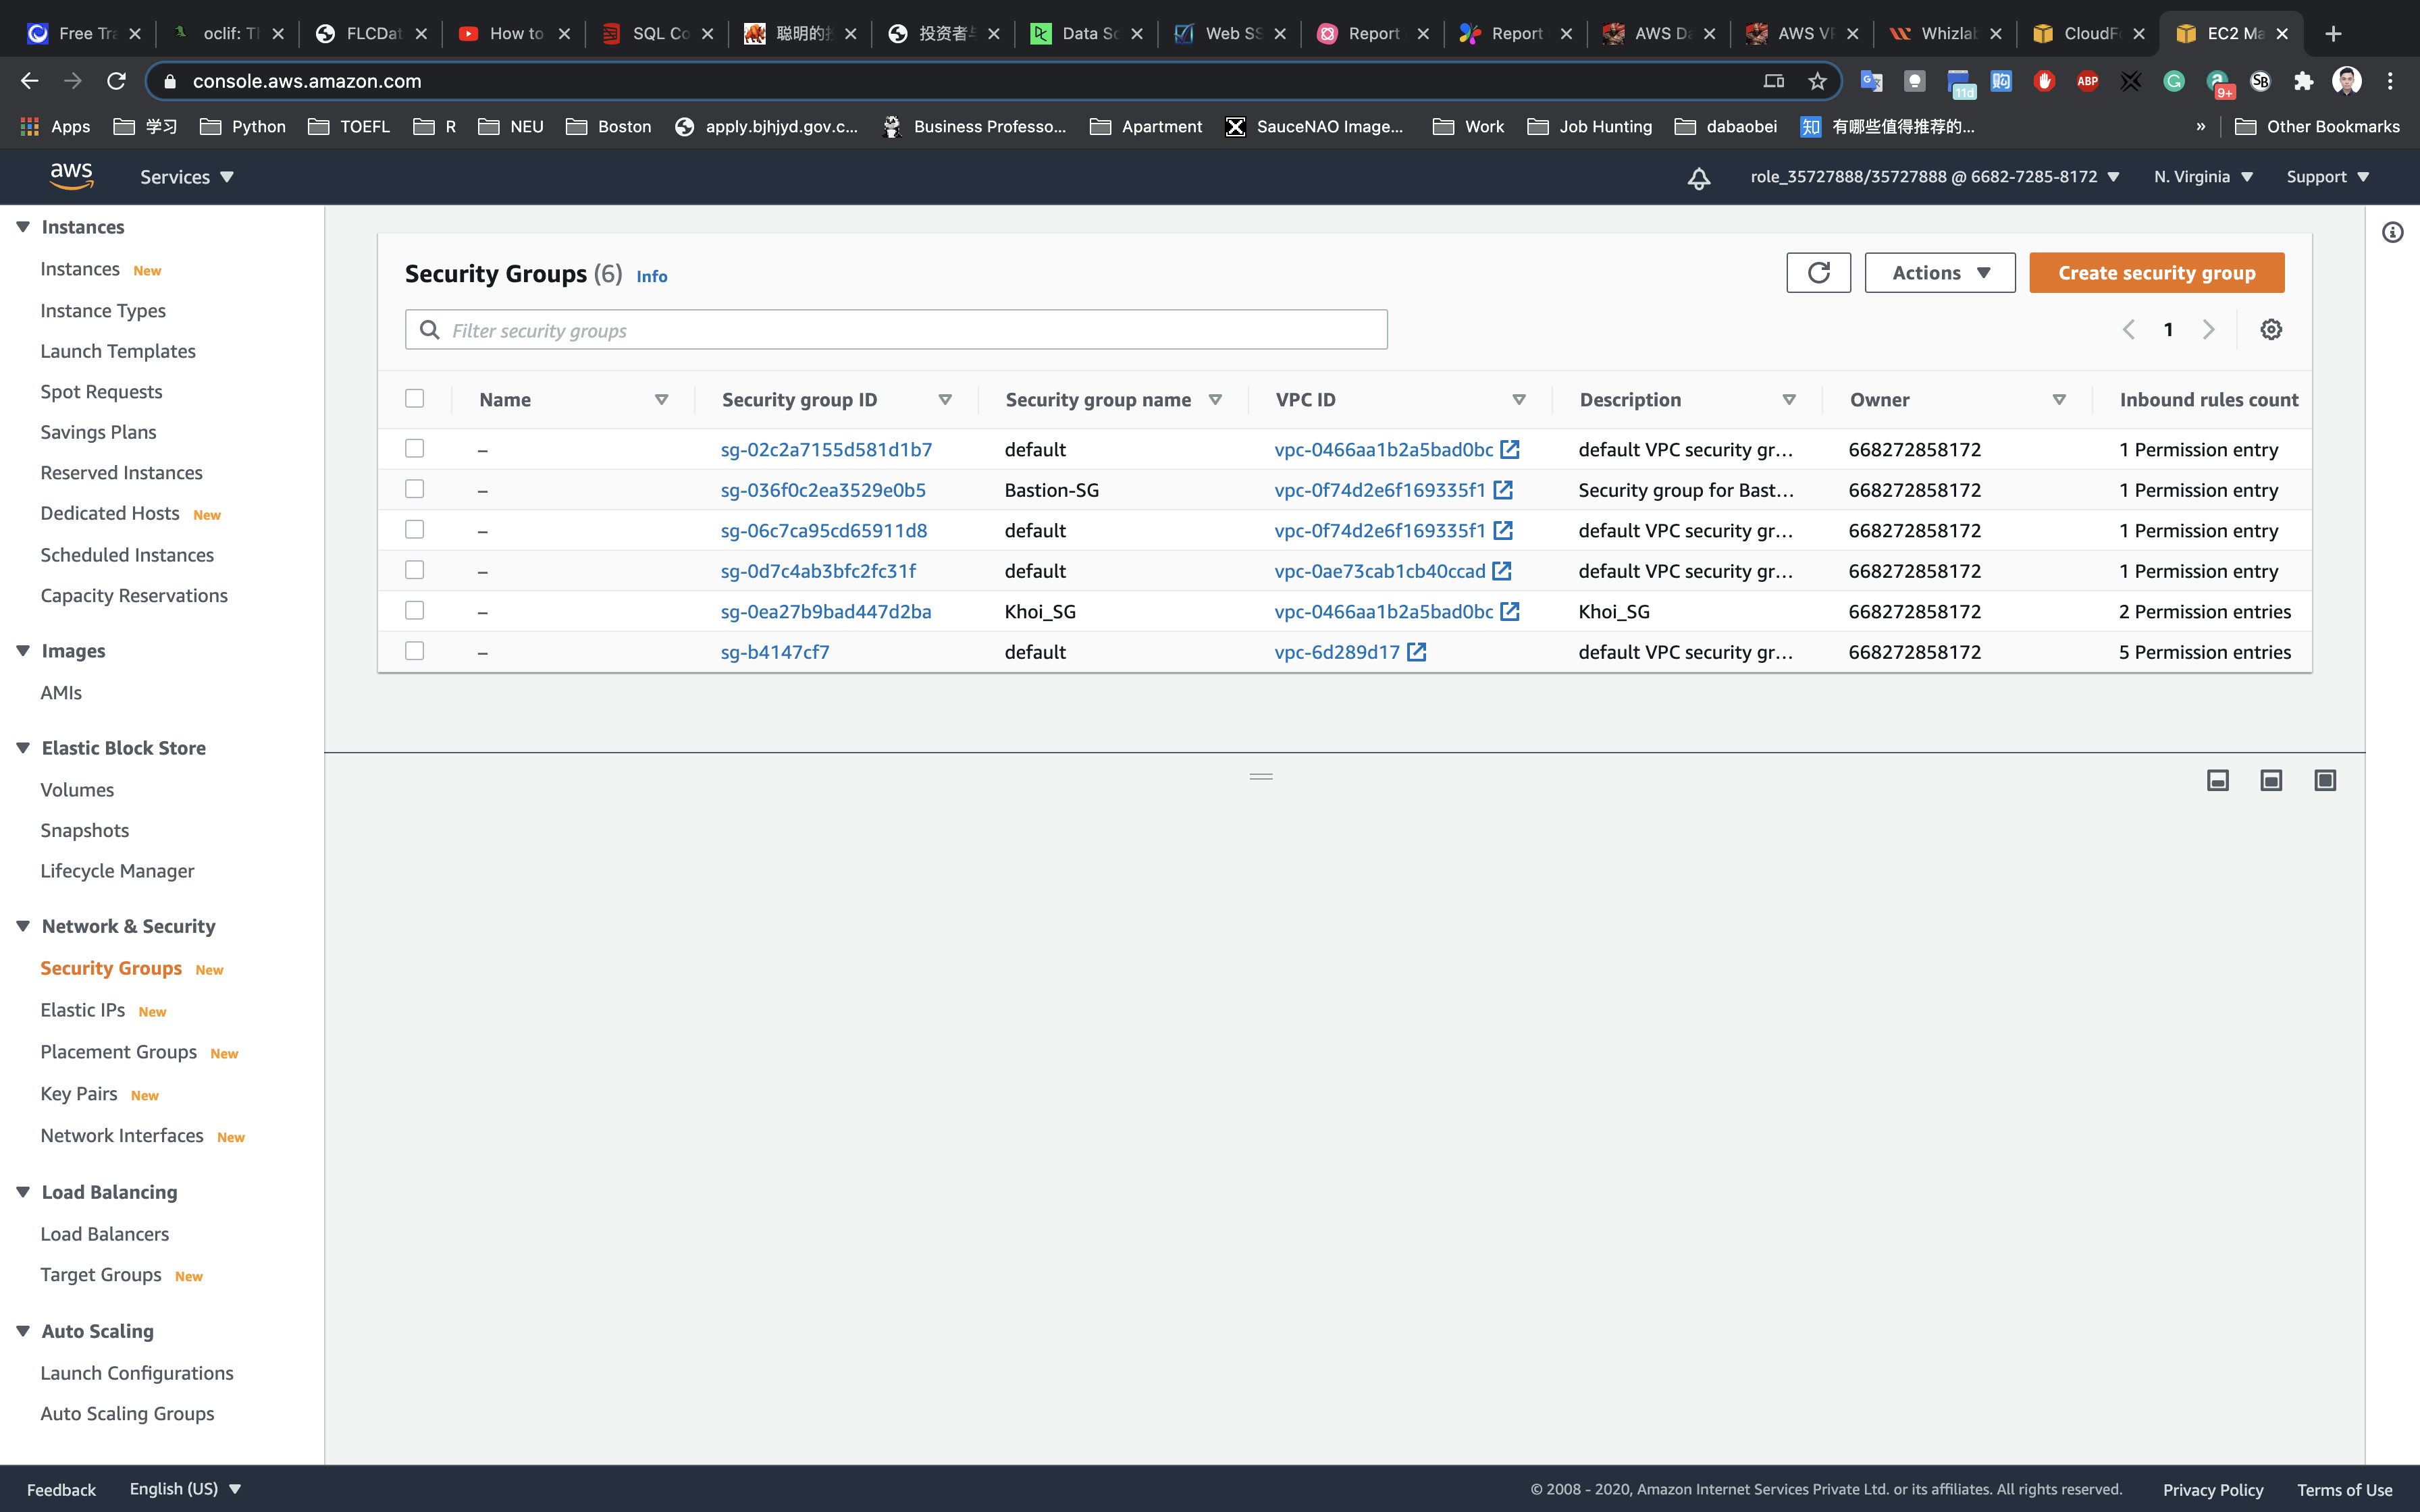 Free Tra
oclif: Th
FLCDat
How to
SQL Co
聪明的
投资者
Data Sc
Web SS
Report
Report
AWS Da
AWS VP
Whizlab
CloudFo
EC2 Ma
console.aws.amazon.com
11d
ABP
9+
SB
Apps
学习
Python
TOEFL
R
NEU
Boston
apply.bjhjyd.gov.c...
Business Professo...
Apartment
SauceNAO Image...
Work
Job Hunting
dabaobei
知 有哪些值得推荐的...
»
Other Bookmarks
aws
Services
role_35727888/35727888 @ 6682-7285-8172
N. Virginia
Support
Instances
Instances New
Instance Types
Launch Templates
Spot Requests
Savings Plans
Reserved Instances
Dedicated Hosts New
Scheduled Instances
Capacity Reservations
Images
AMIs
Elastic Block Store
Volumes
Snapshots
Lifecycle Manager
Network & Security
Security Groups New
Elastic IPs New
Placement Groups New
Key Pairs New
Network Interfaces New
Load Balancing
Load Balancers
Target Groups New
Auto Scaling
Launch Configurations
Auto Scaling Groups
Security Groups (6) Info
Actions
Create security group
Filter security groups
1
Name Security group ID Security group name VPC ID Description Owner Inbound rules count
– sg-02c2a7155d581d1b7 default vpc-0466aa1b2a5bad0bc default VPC security gr... 668272858172 1 Permission entry
– sg-036f0c2ea3529e0b5 Bastion-SG vpc-0f74d2e6f169335f1 Security group for Bast... 668272858172 1 Permission entry
– sg-06c7ca95cd65911d8 default vpc-0f74d2e6f169335f1 default VPC security gr... 668272858172 1 Permission entry
– sg-0d7c4ab3bfc2fc31f default vpc-0ae73cab1cb40ccad default VPC security gr... 668272858172 1 Permission entry
– sg-0ea27b9bad447d2ba Khoi_SG vpc-0466aa1b2a5bad0bc Khoi_SG 668272858172 2 Permission entries
– sg-b4147cf7 default vpc-6d289d17 default VPC security gr... 668272858172 5 Permission entries
Feedback
English (US)
© 2008 - 2020, Amazon Internet Services Private Ltd. or its affiliates. All rights reserved.
Privacy Policy
Terms of Use